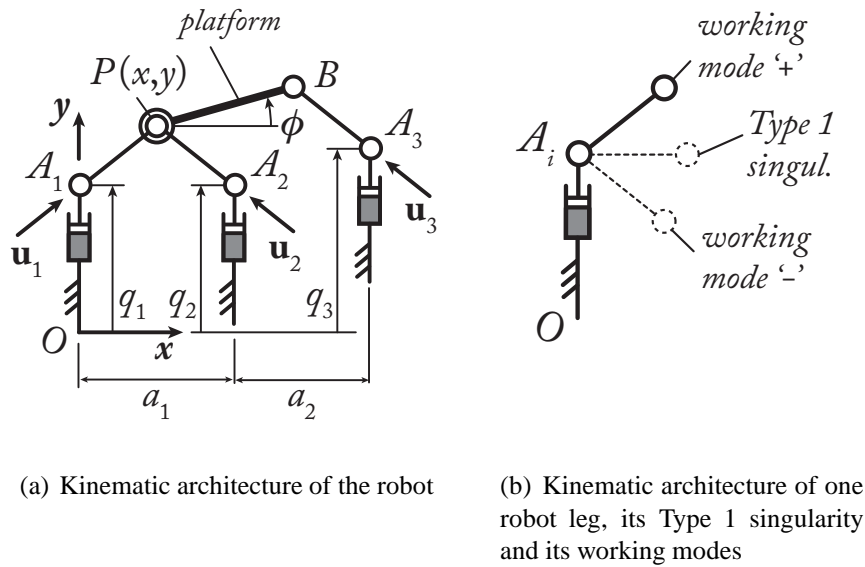 platform
P(x,y)
B
y
ϕ
A₁
A₂
A₃
u₁
u₂
u₃
q₁
q₂
q₃
O
x
a₁
a₂
working
mode ‘+’
Aᵢ
Type 1
singul.
working
mode ‘–’
O
(a) Kinematic architecture of the robot
(b) Kinematic architecture of one
robot leg, its Type 1 singularity
and its working modes